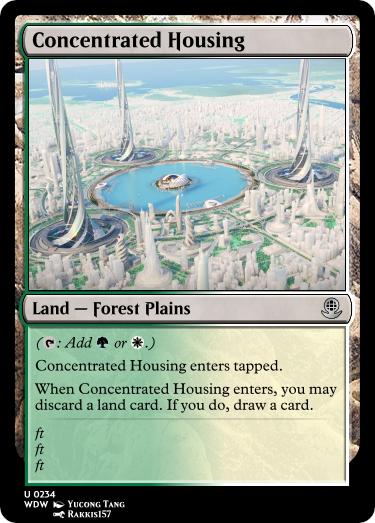 Concentrated Housing
Land — Forest Plains
(: Add or .)
Concentrated Housing enters tapped.
When Concentrated Housing enters, you may
discard a land card. If you do, draw a card.
ft
ft
ft
U 0234
WDW Yucong Tang
Rakkis157